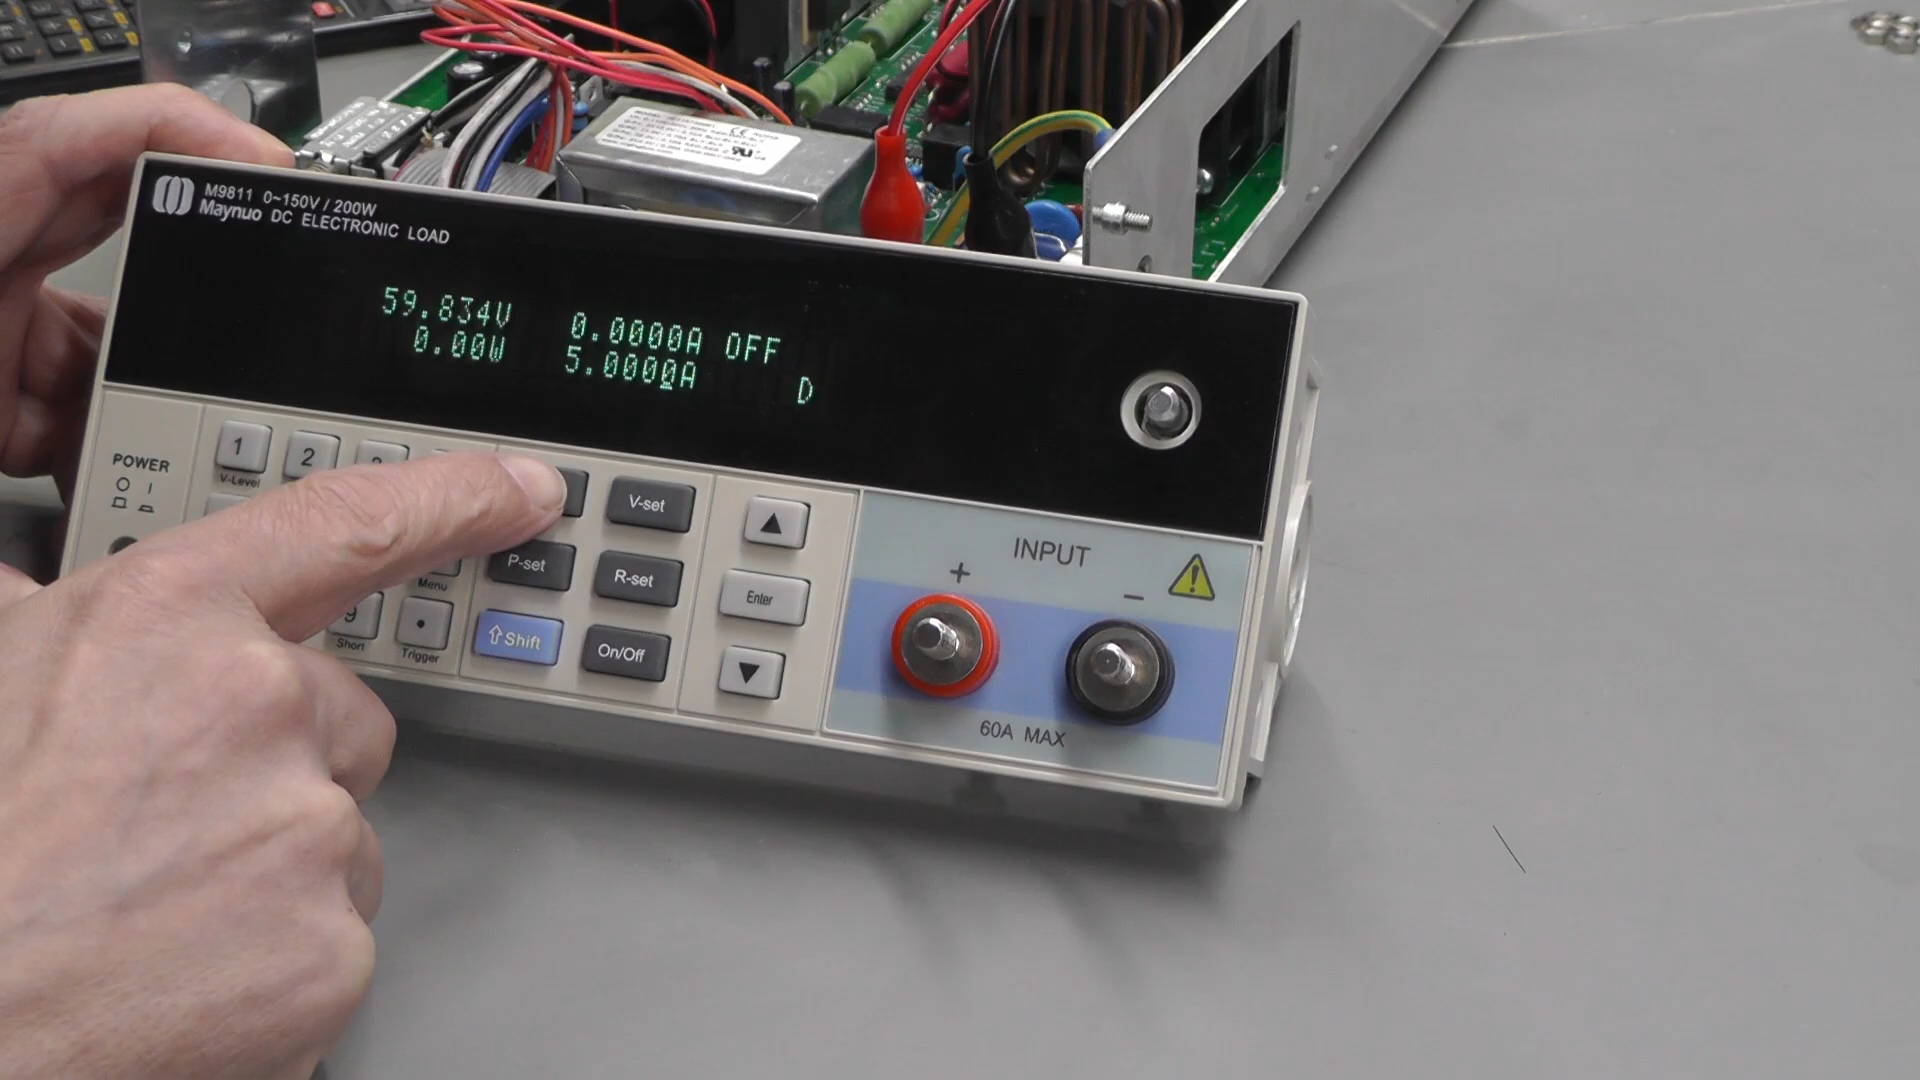 M9811 0~150V / 200W
Maynuo DC ELECTRONIC LOAD
59.834V 0.0000A OFF
0.00W 5.0000A D
POWER
1 2
V-Level
V-set
P-set R-set
Menu
9
Short
Trigger
Shift On/Off
Enter
INPUT
+ −
60A MAX